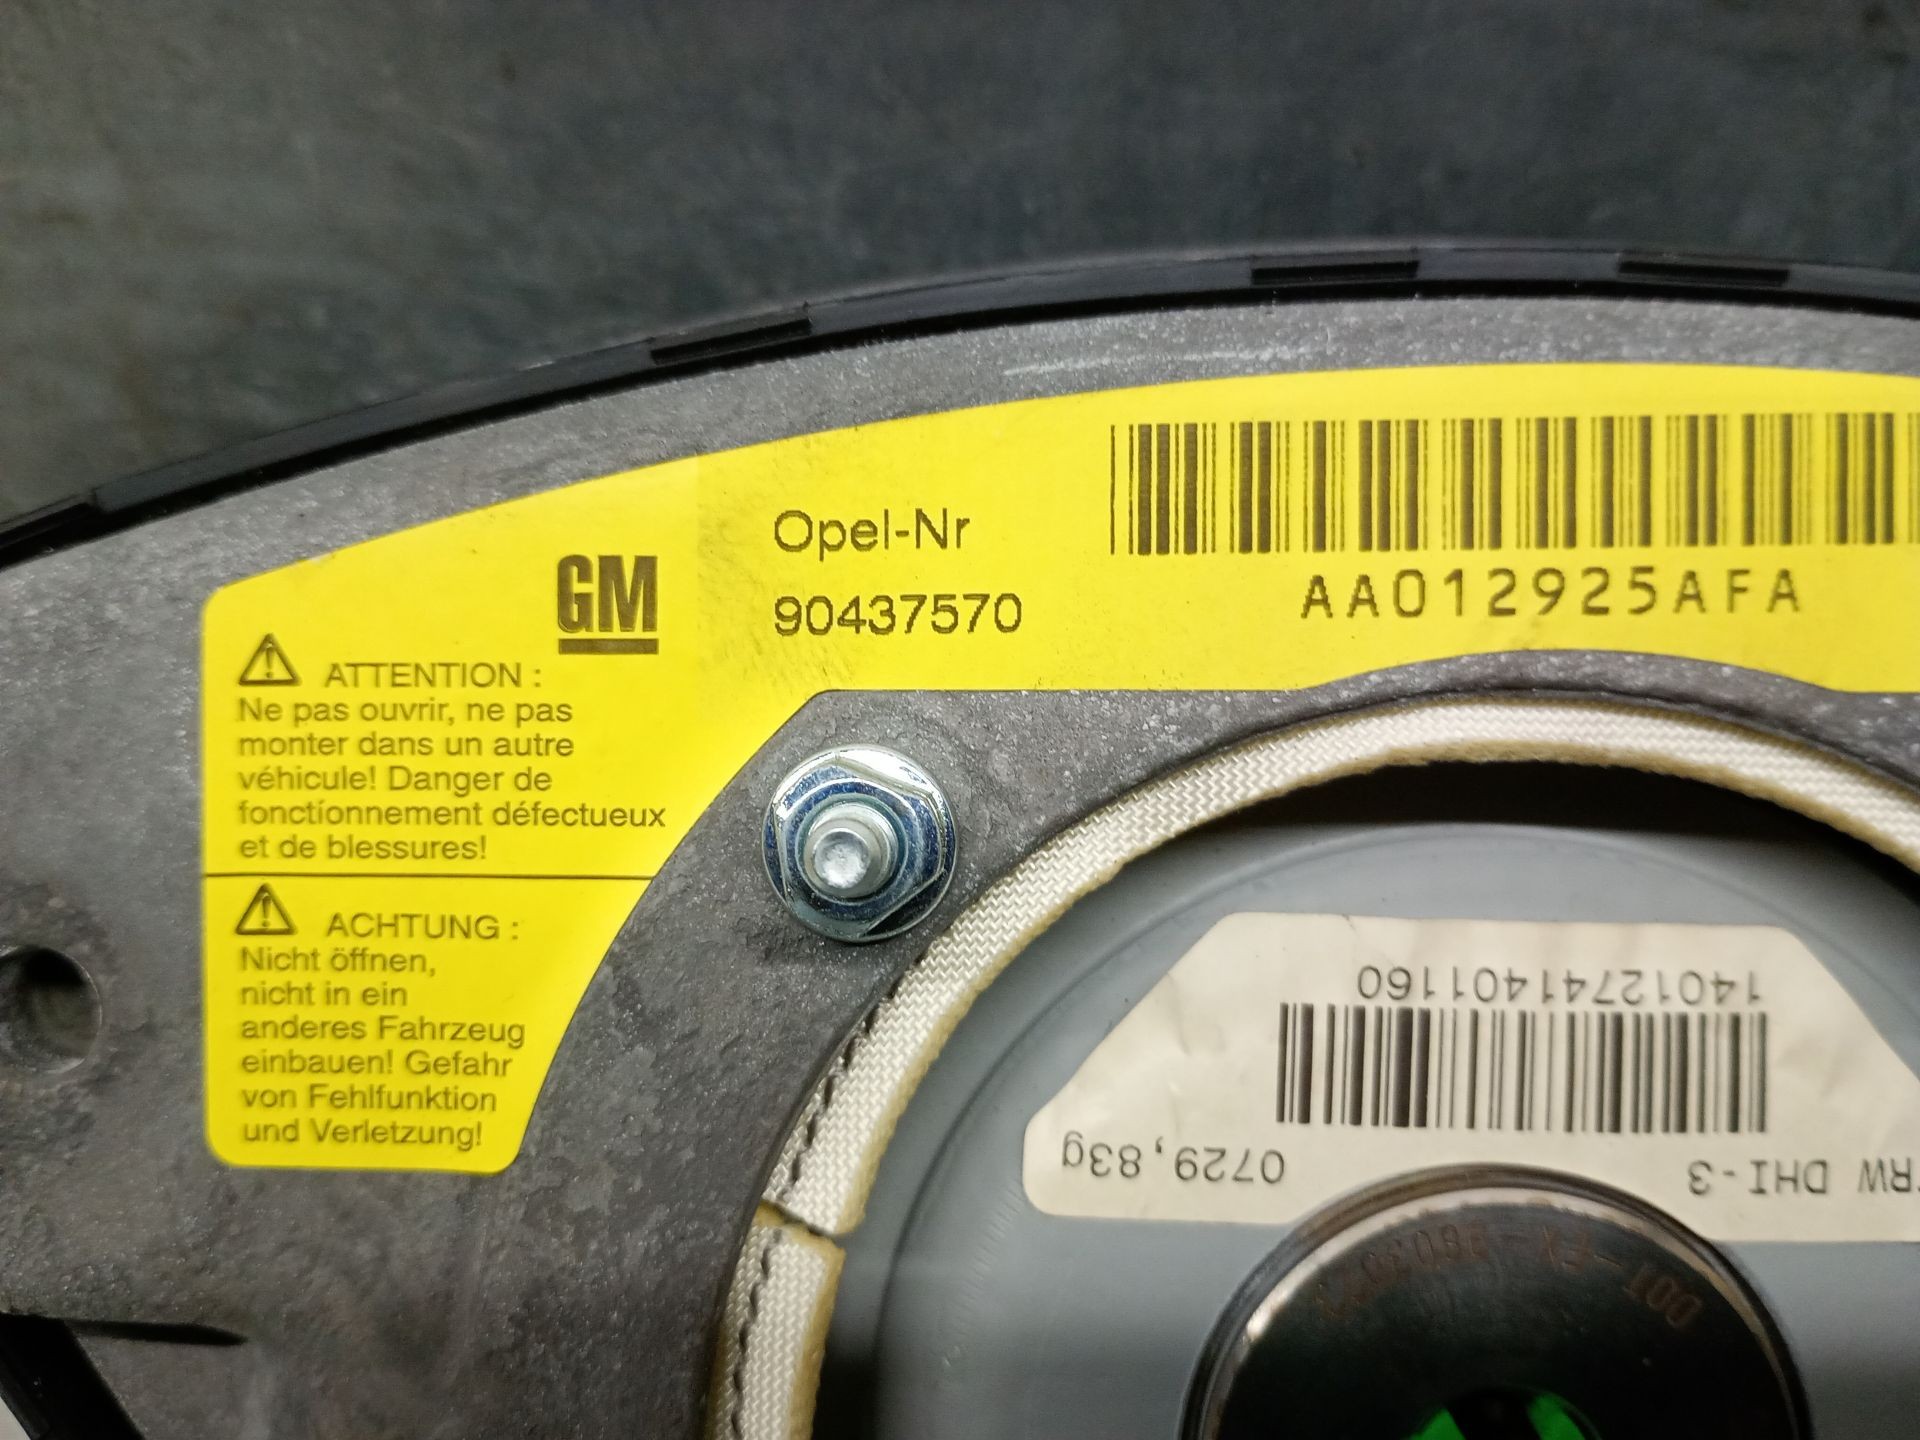 GM
Opel-Nr
90437570
AA012925AFA
ATTENTION :
Ne pas ouvrir, ne pas
monter dans un autre
véhicule! Danger de
fonctionnement défectueux
et de blessures!
ACHTUNG :
Nicht öffnen,
nicht in ein
anderes Fahrzeug
einbauen! Gefahr
von Fehlfunktion
und Verletzung!
TRW DHI-3 0729,83g
14012741401160